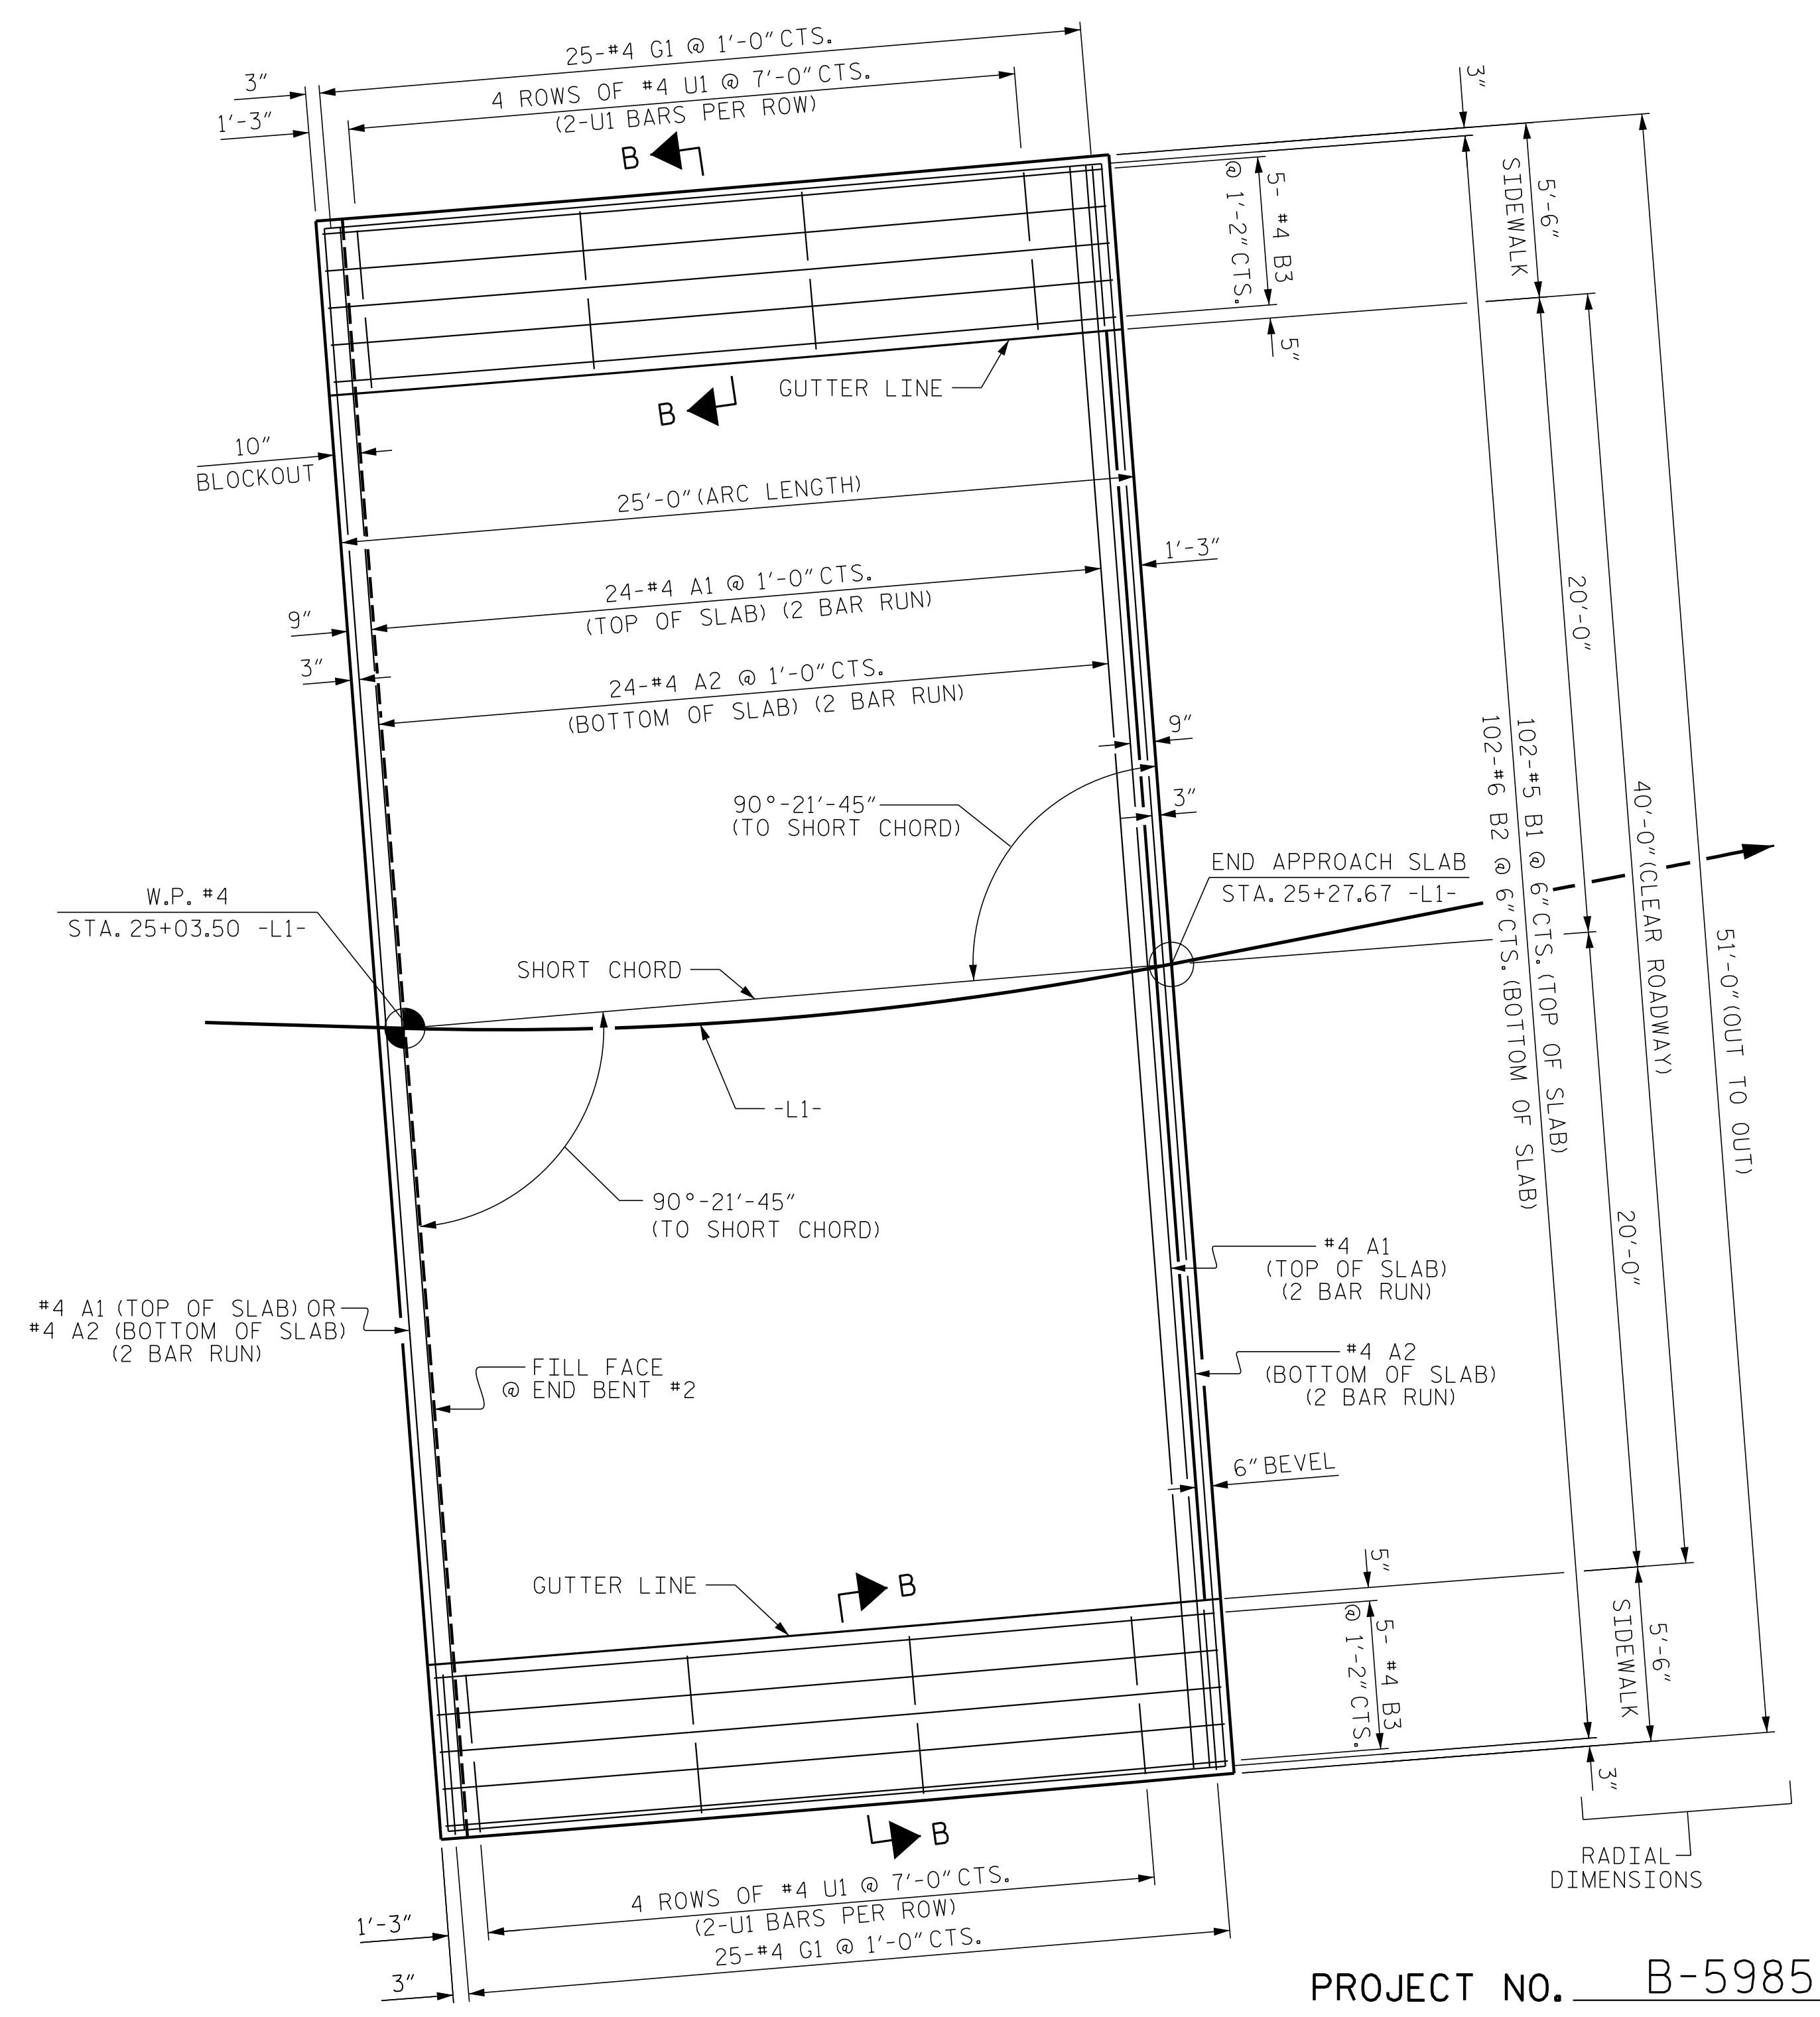 25-#4 G1 @ 1'-0" CTS.
3"
4 ROWS OF #4 U1 @ 7'-0" CTS.
(2-U1 BARS PER ROW)
1'-3"
3"
B
5- #4 B3
@ 1'-2" CTS.
5'-6"
SIDEWALK
5"
GUTTER LINE
B
10"
BLOCKOUT
25'-0" (ARC LENGTH)
1'-3"
24-#4 A1 @ 1'-0" CTS.
(TOP OF SLAB) (2 BAR RUN)
9"
20'-0"
3"
24-#4 A2 @ 1'-0" CTS.
(BOTTOM OF SLAB) (2 BAR RUN)
9"
102-#5 B1 @ 6" CTS. (TOP OF SLAB)
102-#6 B2 @ 6" CTS. (BOTTOM OF SLAB)
40'-0" (CLEAR ROADWAY)
51'-0" (OUT TO OUT)
90°-21'-45"
(TO SHORT CHORD)
3"
END APPROACH SLAB
STA. 25+27.67 -L1-
W.P. #4
STA. 25+03.50 -L1-
SHORT CHORD
-L1-
90°-21'-45"
(TO SHORT CHORD)
20'-0"
#4 A1
(TOP OF SLAB)
(2 BAR RUN)
#4 A1 (TOP OF SLAB) OR
#4 A2 (BOTTOM OF SLAB)
(2 BAR RUN)
#4 A2
(BOTTOM OF SLAB)
(2 BAR RUN)
FILL FACE
@ END BENT #2
6" BEVEL
GUTTER LINE
B
5"
5- #4 B3
@ 1'-2" CTS.
5'-6"
SIDEWALK
3"
B
RADIAL
DIMENSIONS
4 ROWS OF #4 U1 @ 7'-0" CTS.
(2-U1 BARS PER ROW)
1'-3"
25-#4 G1 @ 1'-0" CTS.
3"
PROJECT NO. B-5985